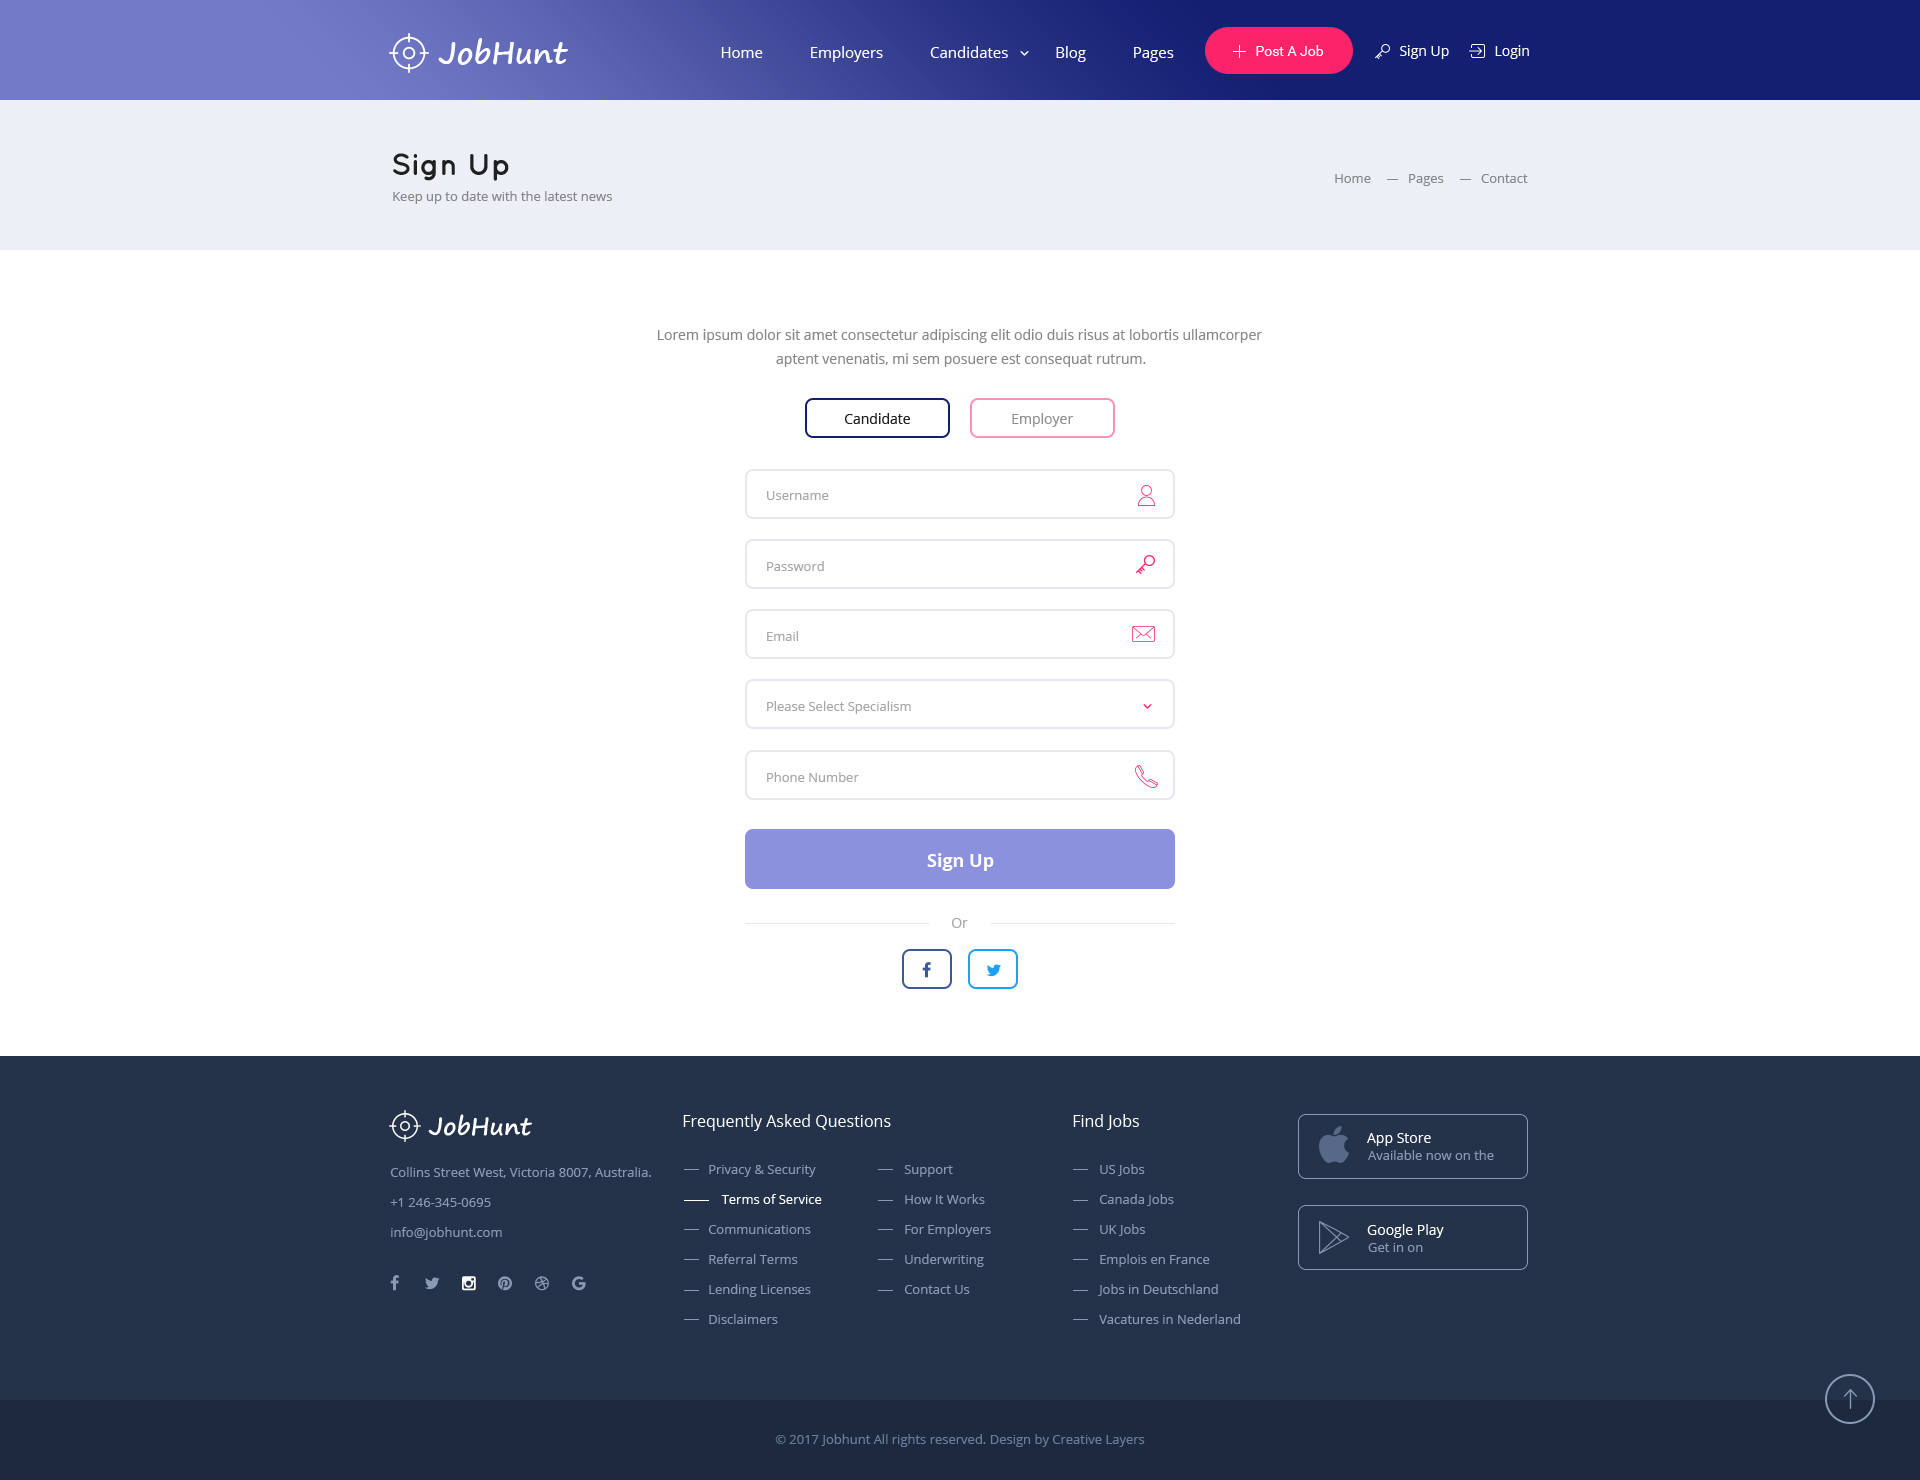 JobHunt
Home Employers Candidates Blog Pages Post A Job Sign Up Login
Sign Up
Keep up to date with the latest news
Home — Pages — Contact
Lorem ipsum dolor sit amet consectetur adipiscing elit odio duis risus at lobortis ullamcorper
aptent venenatis, mi sem posuere est consequat rutrum.
Candidate Employer
Username
Password
Email
Please Select Specialism
Phone Number
Sign Up
Or
JobHunt
Collins Street West, Victoria 8007, Australia.
+1 246-345-0695
info@jobhunt.com
Frequently Asked Questions
Privacy & Security
Terms of Service
Communications
Referral Terms
Lending Licenses
Disclaimers
Support
How It Works
For Employers
Underwriting
Contact Us
Find Jobs
US Jobs
Canada Jobs
UK Jobs
Emplois en France
Jobs in Deutschland
Vacatures in Nederland
App Store
Available now on the
Google Play
Get in on
© 2017 Jobhunt All rights reserved. Design by Creative Layers